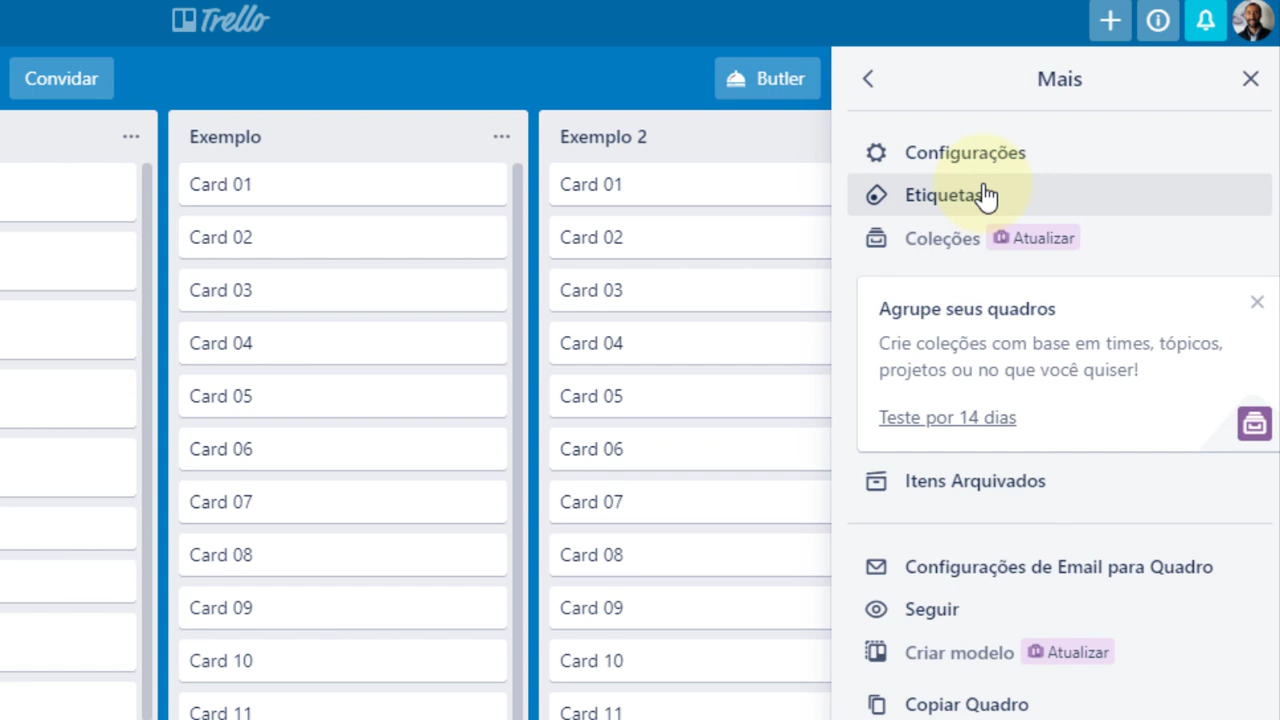 Trello
Convidar
Butler
Exemplo
Card 01
Card 02
Card 03
Card 04
Card 05
Card 06
Card 07
Card 08
Card 09
Card 10
Card 11
Exemplo 2
Card 01
Card 02
Card 03
Card 04
Card 05
Card 06
Card 07
Card 08
Card 09
Card 10
Card 11
Mais
Configurações
Etiquetas
Coleções Atualizar
Agrupe seus quadros
Crie coleções com base em times, tópicos,
projetos ou no que você quiser!
Teste por 14 dias
Itens Arquivados
Configurações de Email para Quadro
Seguir
Criar modelo Atualizar
Copiar Quadro